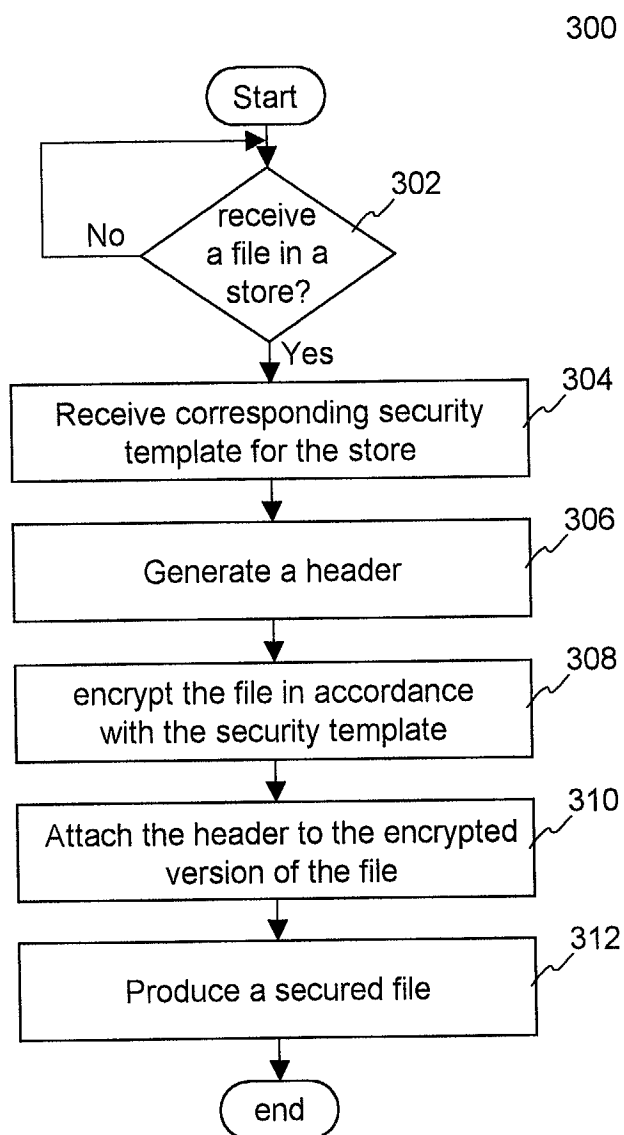 300
Start
302
receive
a file in a
store?
No
Yes
304
Receive corresponding security
template for the store
306
Generate a header
308
encrypt the file in accordance
with the security template
310
Attach the header to the encrypted
version of the file
312
Produce a secured file
end